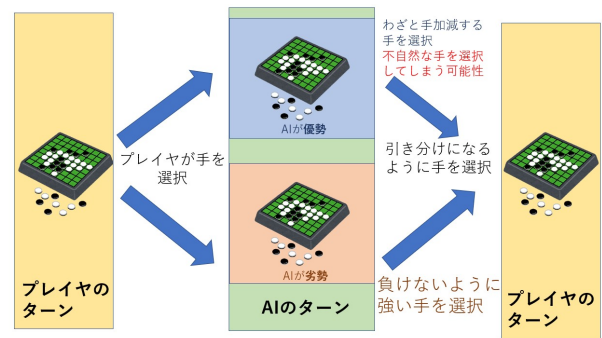 プレイヤの
ターン
プレイヤが手を
選択
AIが優勢
AIが劣勢
AIのターン
わざと手加減する
手を選択
不自然な手を選択
してしまう可能性
引き分けになる
ように手を選択
負けないように
強い手を選択
プレイヤの
ターン